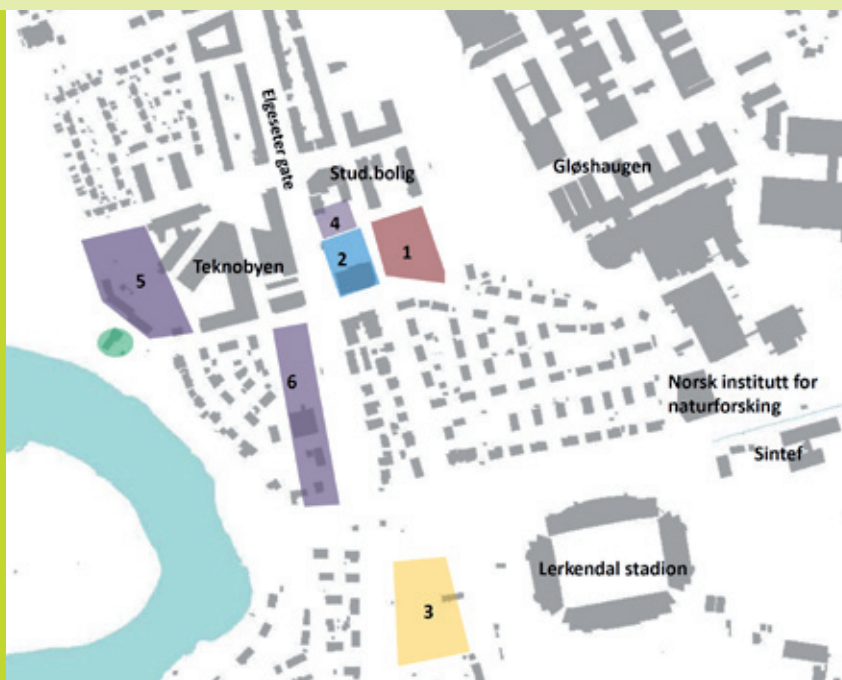 Elgeseter gate
Stud.bolig
Gløshaugen
4
1
2
Teknobyen
5
6
Norsk institutt for
naturforsking
Sintef
Lerkendal stadion
3